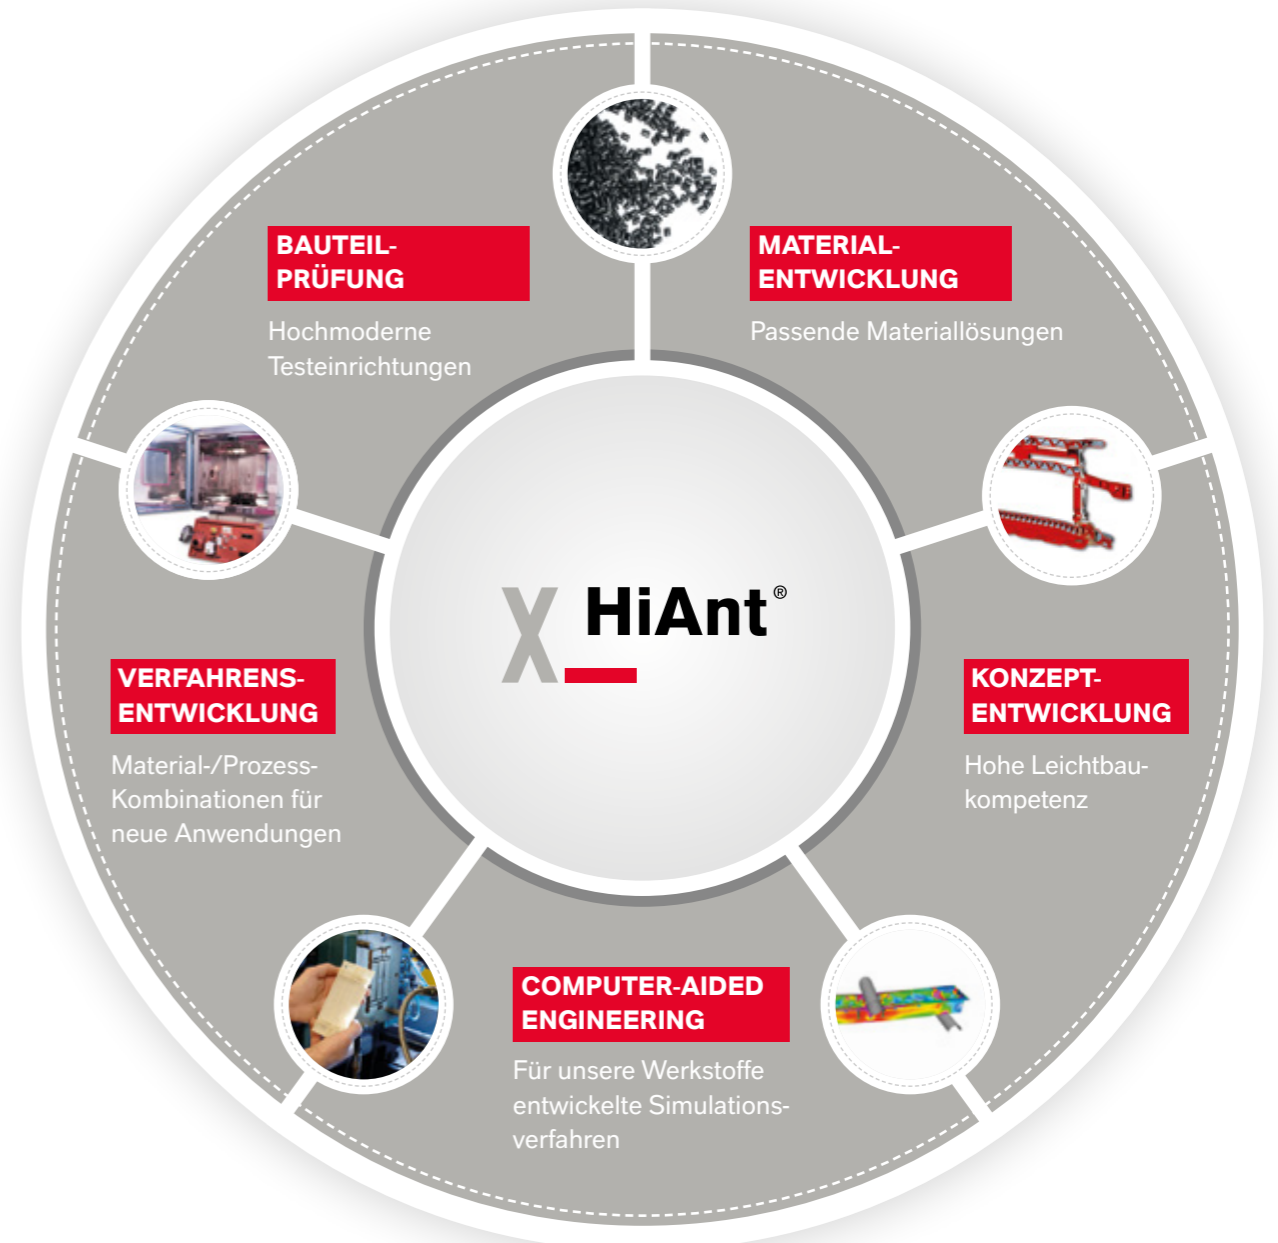 BAUTEIL-
PRÜFUNG
Hochmoderne
Testeinrichtungen
MATERIAL-
ENTWICKLUNG
Passende Materiallösungen
X_HiAnt®
VERFAHRENS-
ENTWICKLUNG
Material-/Prozess-
Kombinationen für
neue Anwendungen
KONZEPT-
ENTWICKLUNG
Hohe Leichtbau-
kompetenz
COMPUTER-AIDED
ENGINEERING
Für unsere Werkstoffe
entwickelte Simulations-
verfahren